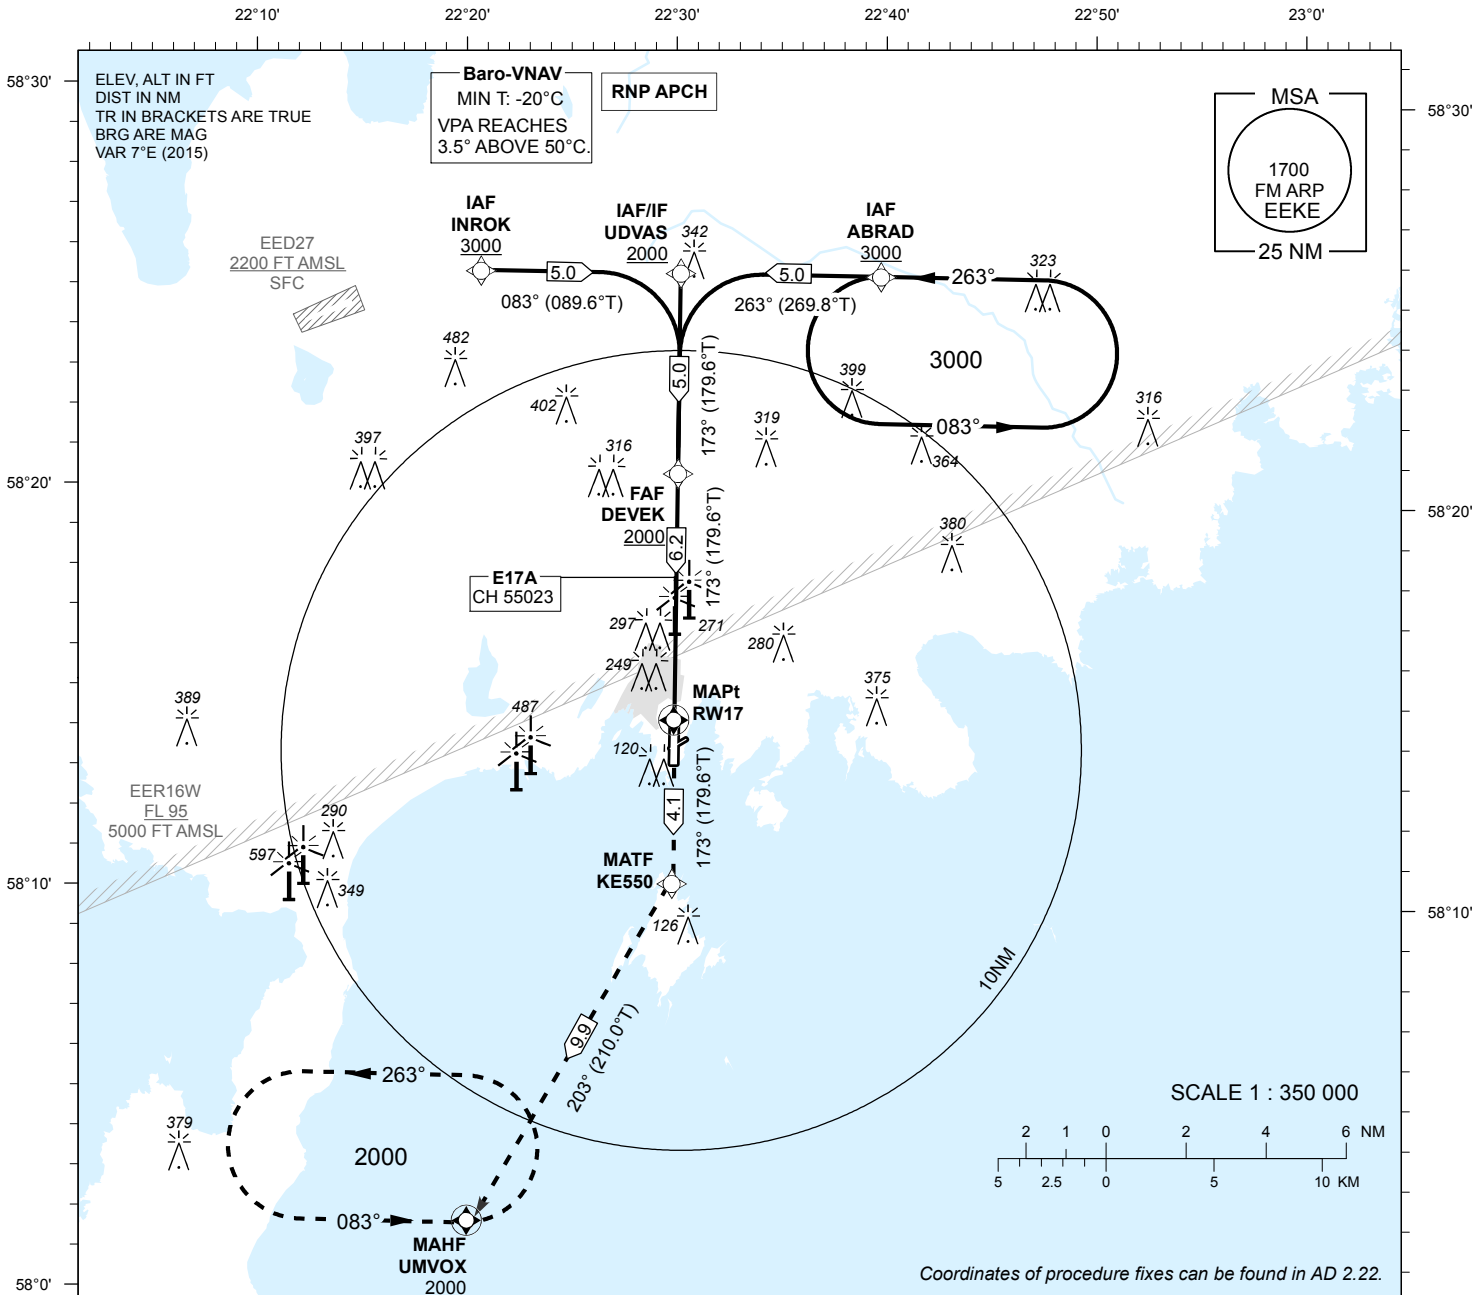 22°10'
22°20'
22°30'
22°40'
22°50'
23°0'
58°30'
58°30'
ELEV, ALT IN FT
DIST IN NM
TR IN BRACKETS ARE TRUE
BRG ARE MAG
VAR 7°E (2015)
Baro-VNAV
MIN T: -20°C
VPA REACHES
3.5° ABOVE 50°C.
RNP APCH
MSA
1700
FM ARP
EEKE
25 NM
IAF
INROK
3000
IAF/IF
UDVAS
2000
342
IAF
ABRAD
3000
323
EED27
2200 FT AMSL
SFC
5.0
083° (089.6°T)
5.0
263° (269.8°T)
263°
3000
083°
482
402
397
316
319
399
364
316
5.0
173° (179.6°T)
58°20'
58°20'
FAF
DEVEK
2000
6.2
173° (179.6°T)
380
E17A
CH 55023
297
271
280
249
389
487
375
MAPt
RW17
120
EER16W
FL 95
5000 FT AMSL
290
597
349
4.1
173° (179.6°T)
MATF
KE550
58°10'
58°10'
126
10NM
9.9
203° (210.0°T)
263°
2000
083°
379
MAHF
UMVOX
2000
SCALE 1 : 350 000
2 1 0 2 4 6 NM
5 2.5 0 5 10 KM
58°0'
Coordinates of procedure fixes can be found in AD 2.22.